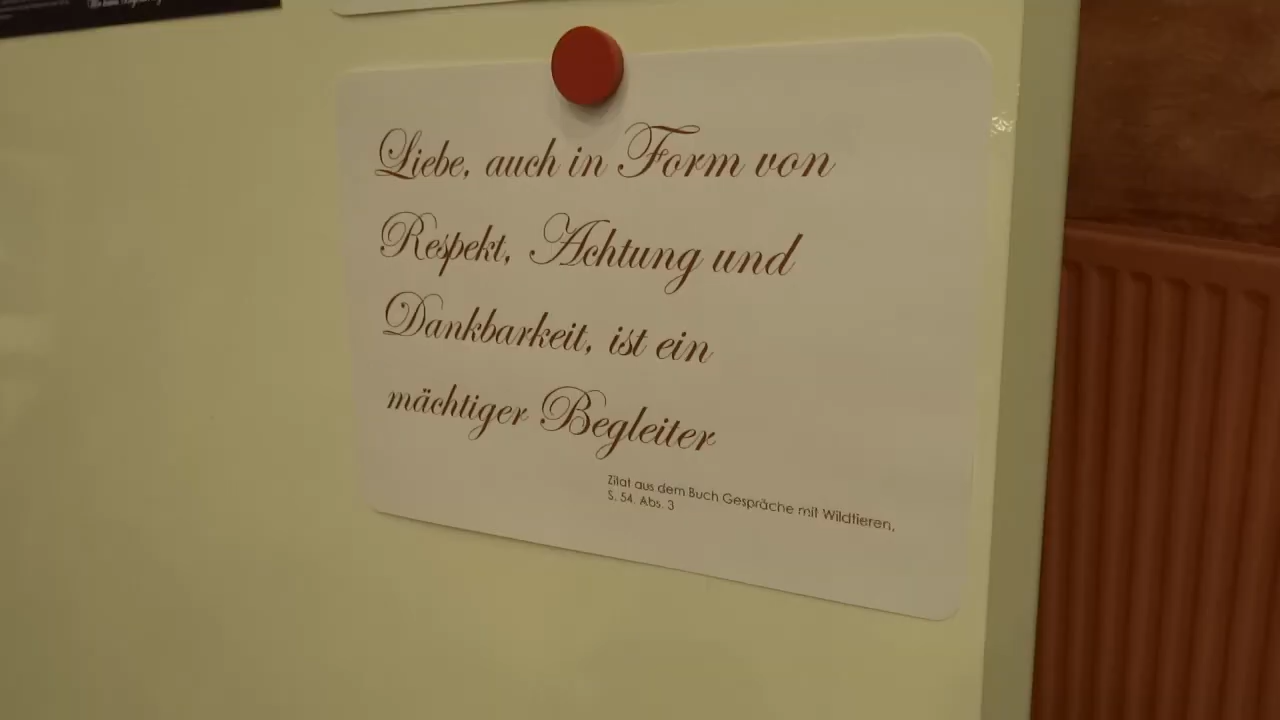 Liebe, auch in Form von
Respekt, Achtung und
Dankbarkeit, ist ein
mächtiger Begleiter
Zitat aus dem Buch Gespräche mit Wildtieren,
S. 54, Abs. 3